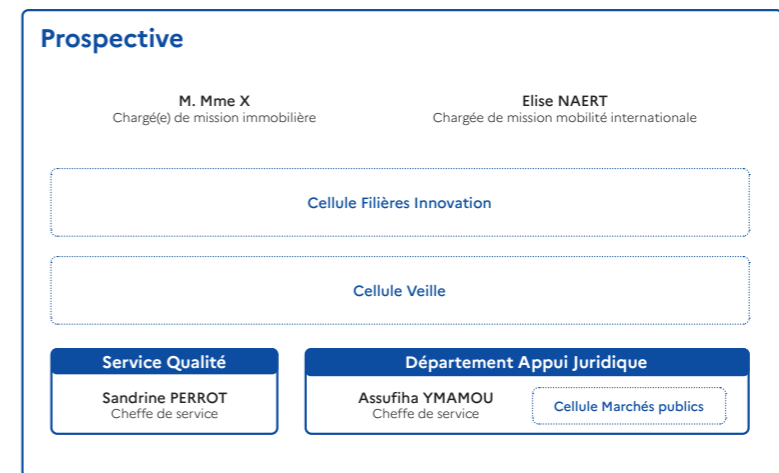 Prospective
M. Mme X
Chargé(e) de mission immobilière
Elise NAERT
Chargée de mission mobilité internationale
Cellule Filières Innovation
Cellule Veille
Service Qualité
Sandrine PERROT
Cheffe de service
Département Appui Juridique
Assufiha YMAMOU
Cheffe de service
Cellule Marchés publics